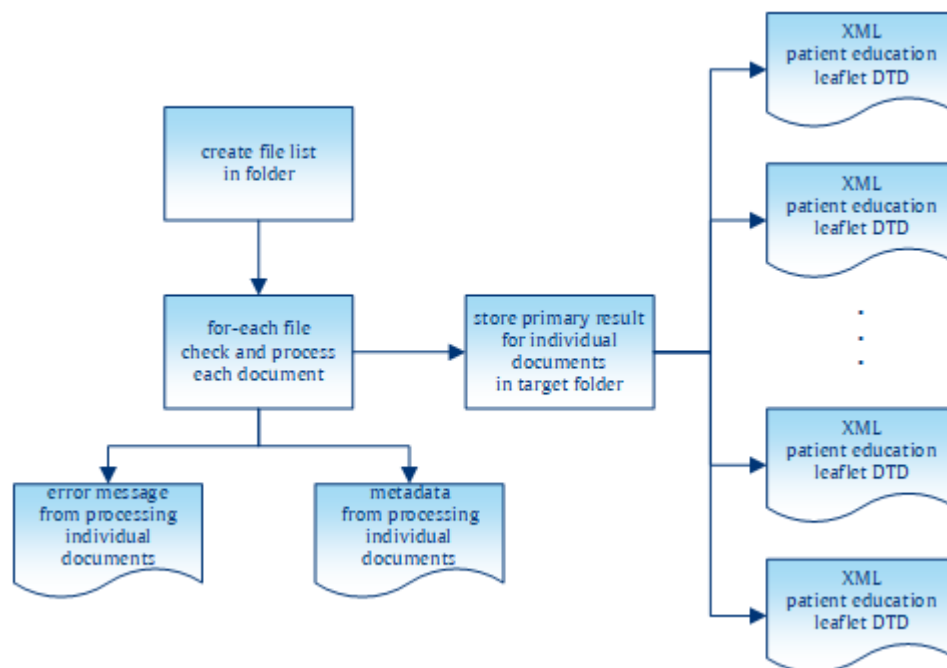 create file list
in folder
for-each file
check and process
each document
store primary result
for individual
documents
in target folder
error message
from processing
individual
documents
metadata
from processing
individual
documents
XML
patient education
leaflet DTD
XML
patient education
leaflet DTD
XML
patient education
leaflet DTD
XML
patient education
leaflet DTD